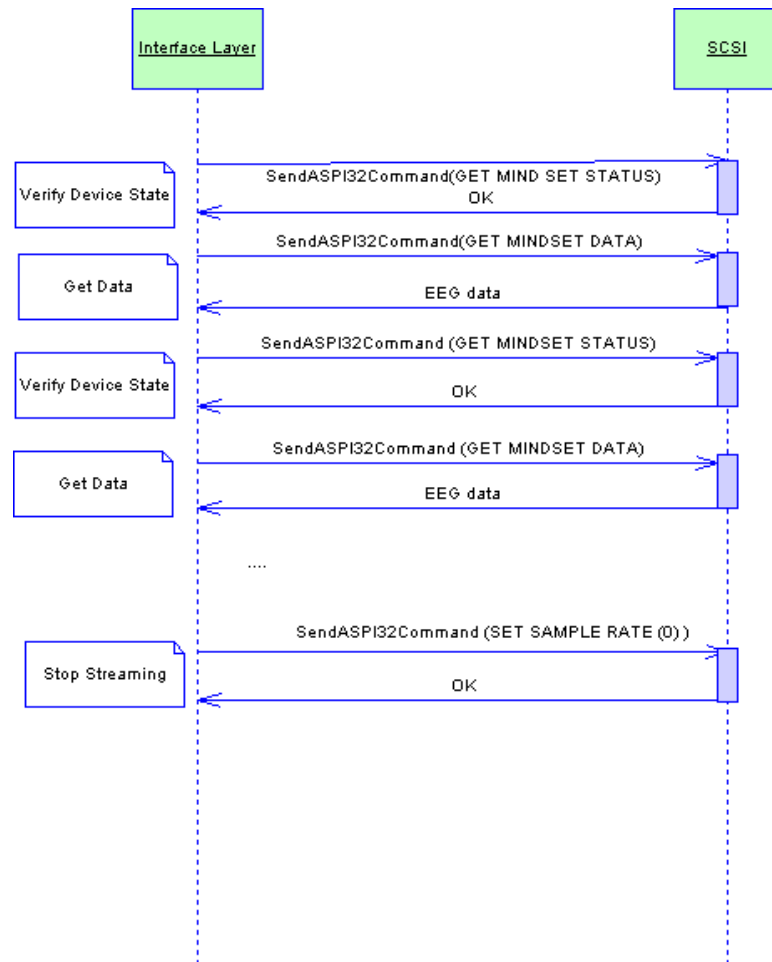 Interface Layer
SCSI
SendASPI32Command(GET MIND SET STATUS)
Verify Device State
OK
SendASPI32Command(GET MINDSET DATA)
Get Data
EEG data
SendASPI32Command (GET MINDSET STATUS)
Verify Device State
OK
SendASPI32Command (GET MINDSET DATA)
Get Data
EEG data
....
SendASPI32Command (SET SAMPLE RATE (0) )
Stop Streaming
OK